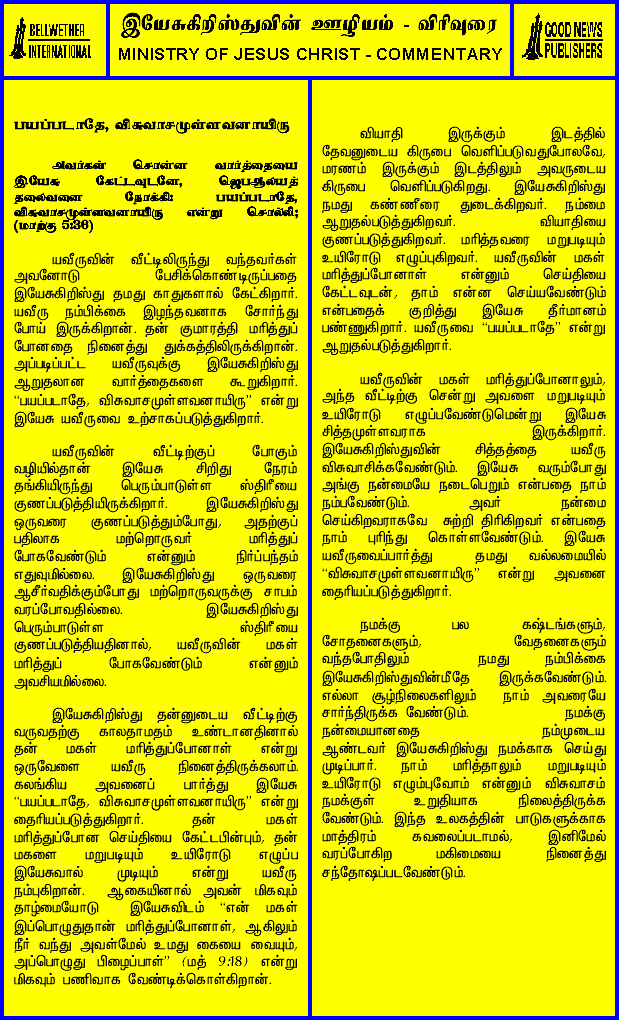 BELLWETHER
INTERNATIONAL
இயேசுகிறிஸ்துவின் ஊழியம் - விரிவுரை
MINISTRY OF JESUS CHRIST - COMMENTARY
GOOD NEWS
PUBLISHERS
பயப்படாதே, விசுவாசமுள்ளவனாயிரு
அவர்கள் சொன்ன வார்த்தையை
இயேசு கேட்டவுடனே, ஜெபஆலயத்
தலைவனை நோக்கி: பயப்படாதே,
விசுவாசமுள்ளவனாயிரு என்று சொல்லி;
(மாற்கு 5:36)
யவீருவின் வீட்டிலிருந்து வந்தவர்கள்
அவனோடு பேசிக்கொண்டிருப்பதை
இயேசுகிறிஸ்து தமது காதுகளால் கேட்கிறார்.
யவீரு நம்பிக்கை இழந்தவனாக சோர்ந்து
போய் இருக்கிறான். தன் குமாரத்தி மரித்துப்
போனதை நினைத்து துக்கத்திலிருக்கிறான்.
அப்படிப்பட்ட யவீருவுக்கு இயேசுகிறிஸ்து
ஆறுதலான வார்த்தைகளை கூறுகிறார்.
“பயப்படாதே, விசுவாசமுள்ளவனாயிரு” என்று
இயேசு யவீருவை உற்சாகப்படுத்துகிறார்.
யவீருவின் வீட்டிற்குப் போகும்
வழியில்தான் இயேசு சிறிது நேரம்
தங்கியிருந்து பெரும்பாடுள்ள ஸ்திரீயை
குணப்படுத்தியிருக்கிறார். இயேசுகிறிஸ்து
ஒருவரை குணப்படுத்தும்போது, அதற்குப்
பதிலாக மற்றொருவர் மரித்துப்
போகவேண்டும் என்னும் நிர்ப்பந்தம்
எதுவுமில்லை. இயேசுகிறிஸ்து ஒருவரை
ஆசீர்வதிக்கும்போது மற்றொருவருக்கு சாபம்
வரப்போவதில்லை. இயேசுகிறிஸ்து
பெரும்பாடுள்ள ஸ்திரீயை
குணப்படுத்தியதினால், யவீருவின் மகள்
மரித்துப் போகவேண்டும் என்னும்
அவசியமில்லை.
இயேசுகிறிஸ்து தன்னுடைய வீட்டிற்கு
வருவதற்கு காலதாமதம் உண்டானதினால்
தன் மகள் மரித்துப்போனாள் என்று
ஒருவேளை யவீரு நினைத்திருக்கலாம்.
கலங்கிய அவனைப் பார்த்து இயேசு
“பயப்படாதே, விசுவாசமுள்ளவனாயிரு” என்று
தைரியப்படுத்துகிறார். தன் மகள்
மரித்துப்போன செய்தியை கேட்டபின்பும், தன்
மகளை மறுபடியும் உயிரோடு எழுப்ப
இயேசுவால் முடியும் என்று யவீரு
நம்புகிறான். ஆகையினால் அவன் மிகவும்
தாழ்மையோடு இயேசுவிடம் “என் மகள்
இப்பொழுதுதான் மரித்துப்போனாள், ஆகிலும்
நீர் வந்து அவள்மேல் உமது கையை வையும்,
அப்பொழுது பிழைப்பாள்” (மத் 9:18) என்று
மிகவும் பணிவாக வேண்டிக்கொள்கிறான்.
வியாதி இருக்கும் இடத்தில்
தேவனுடைய கிருபை வெளிப்படுவதுபோலவே,
மரணம் இருக்கும் இடத்திலும் அவருடைய
கிருபை வெளிப்படுகிறது. இயேசுகிறிஸ்து
நமது கண்ணீரை துடைக்கிறவர். நம்மை
ஆறுதல்படுத்துகிறவர். வியாதியை
குணப்படுத்துகிறவர். மரித்தவரை மறுபடியும்
உயிரோடு எழுப்புகிறவர். யவீருவின் மகள்
மரித்துப்போனாள் என்னும் செய்தியை
கேட்டவுடன், தாம் என்ன செய்யவேண்டும்
என்பதைக் குறித்து இயேசு தீர்மானம்
பண்ணுகிறார். யவீருவை “பயப்படாதே” என்று
ஆறுதல்படுத்துகிறார்.
யவீருவின் மகள் மரித்துப்போனாலும்,
அந்த வீட்டிற்கு சென்று அவளை மறுபடியும்
உயிரோடு எழுப்பவேண்டுமென்று இயேசு
சித்தமுள்ளவராக இருக்கிறார்.
இயேசுகிறிஸ்துவின் சித்தத்தை யவீரு
விசுவாசிக்கவேண்டும். இயேசு வரும்போது
அங்கு நன்மையே நடைபெறும் என்பதை நாம்
நம்பவேண்டும். அவர் நன்மை
செய்கிறவராகவே சுற்றி திரிகிறவர் என்பதை
நாம் புரிந்து கொள்ளவேண்டும். இயேசு
யவீருவைப்பார்த்து தமது வல்லமையில்
“விசுவாசமுள்ளவனாயிரு” என்று அவனை
தைரியப்படுத்துகிறார்.
நமக்கு பல கஷ்டங்களும்,
சோதனைகளும், வேதனைகளும்
வந்தபோதிலும் நமது நம்பிக்கை
இயேசுகிறிஸ்துவின்மீதே இருக்கவேண்டும்.
எல்லா சூழ்நிலைகளிலும் நாம் அவரையே
சார்ந்திருக்க வேண்டும். நமக்கு
நன்மையானதை நம்முடைய
ஆண்டவர் இயேசுகிறிஸ்து நமக்காக செய்து
முடிப்பார். நாம் மரித்தாலும் மறுபடியும்
உயிரோடு எழும்புவோம் என்னும் விசுவாசம்
நமக்குள் உறுதியாக நிலைத்திருக்க
வேண்டும். இந்த உலகத்தின் பாடுகளுக்காக
மாத்திரம் கவலைப்படாமல், இனிமேல்
வரப்போகிற மகிமையை நினைத்து
சந்தோஷப்படவேண்டும்.